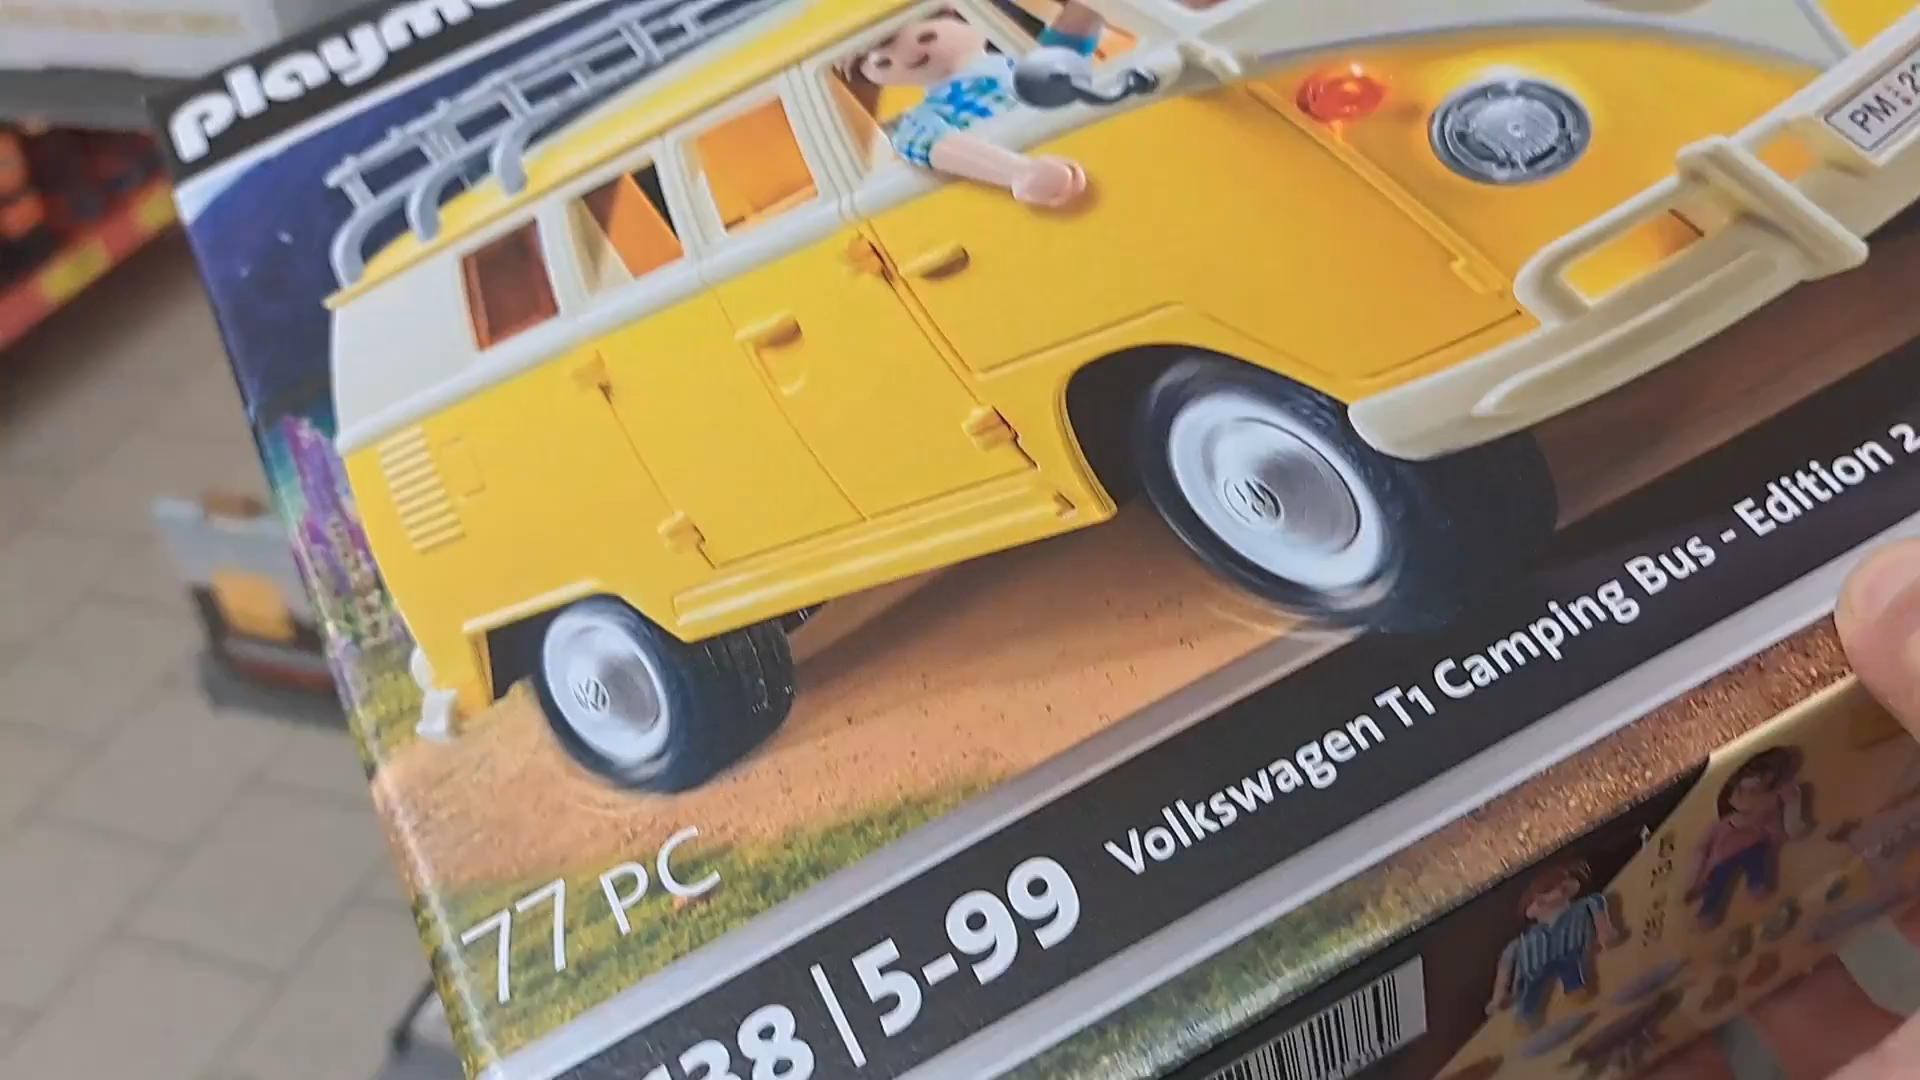 playm
PM
77 PC
38 | 5-99
Volkswagen T1 Camping Bus - Edition 2